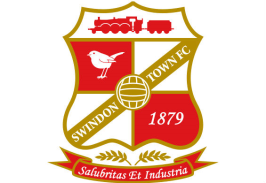 SWINDON TOWN FC
1879
Salubritas Et Industria